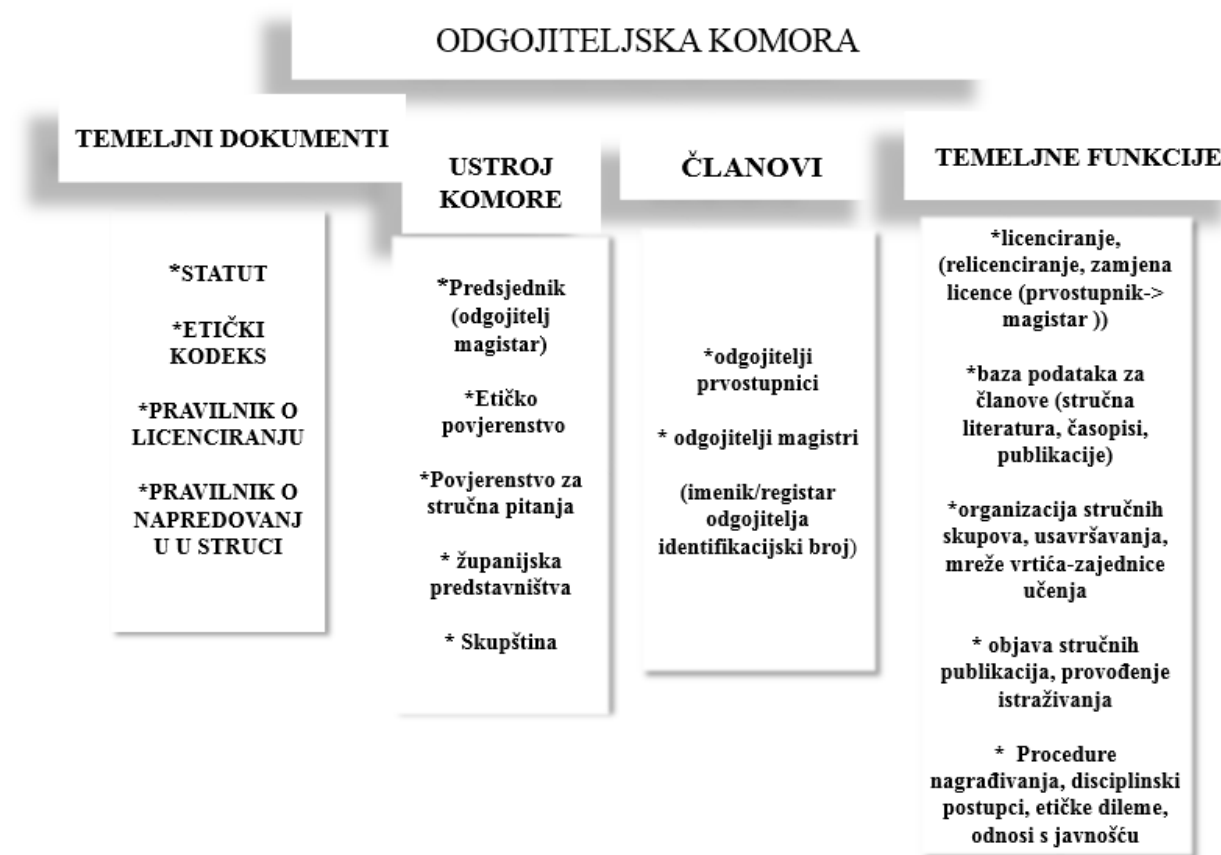 ODGOJITELJSKA KOMORA
TEMELJNI DOKUMENTI
*STATUT
*ETIČKI
KODEKS
*PRAVILNIK O
LICENCIRANJU
*PRAVILNIK O
NAPREDOVANJ
U U STRUCI
USTROJ
KOMORE
*Predsjednik
(odgojitelj
magistar)
*Etičko
povjerenstvo
*Povjerenstvo za
stručna pitanja
* županijska
predstavništva
* Skupština
ČLANOVI
*odgojitelji
prvostupnici
* odgojitelji magistri
(imenik/registar
odgojitelja
identifikacijski broj)
TEMELJNE FUNKCIJE
*licenciranje,
(relicenciranje, zamjena
licence (prvostupnik->
magistar ))
*baza podataka za
članove (stručna
literatura, časopisi,
publikacije)
*organizacija stručnih
skupova, usavršavanja,
mreže vrtića-zajednice
učenja
* objava stručnih
publikacija, provođenje
istraživanja
* Procedure
nagrađivanja, disciplinski
postupci, etičke dileme,
odnosi s javnošću